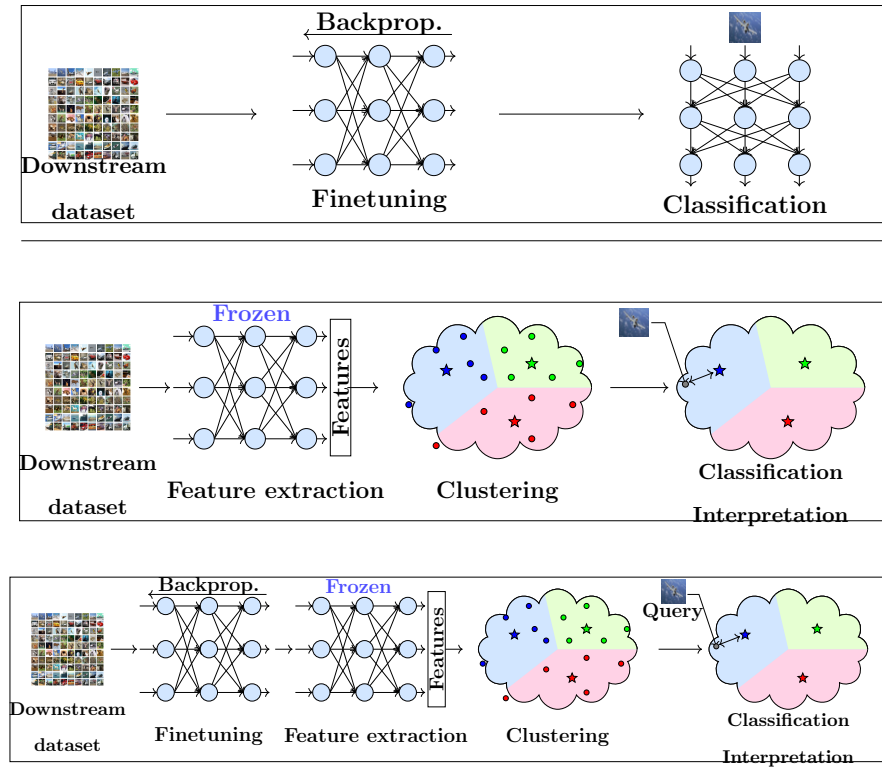 Backprop.
Downstream
dataset
Finetuning
Classification
Frozen
Features
Downstream
dataset
Feature extraction
Clustering
Classification
Interpretation
Backprop.
Frozen
Features
Query
Downstream
dataset
Finetuning
Feature extraction
Clustering
Classification
Interpretation